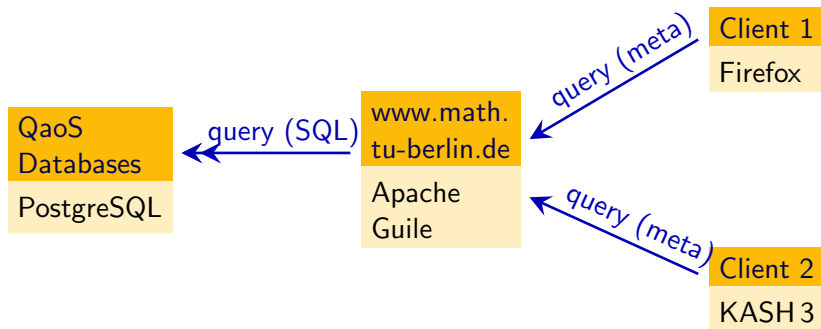 QaoS
Databases
PostgreSQL
query (SQL)
www.math.
tu-berlin.de
Apache
Guile
query (meta)
Client 1
Firefox
query (meta)
Client 2
KASH 3